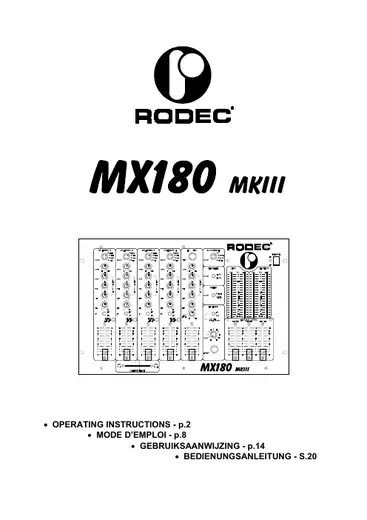 RODEC
MX180 MKIII
RODEC
MX180 MKIII
• OPERATING INSTRUCTIONS - p.2
• MODE D'EMPLOI - p.8
• GEBRUIKSAANWIJZING - p.14
• BEDIENUNGSANLEITUNG - S.20